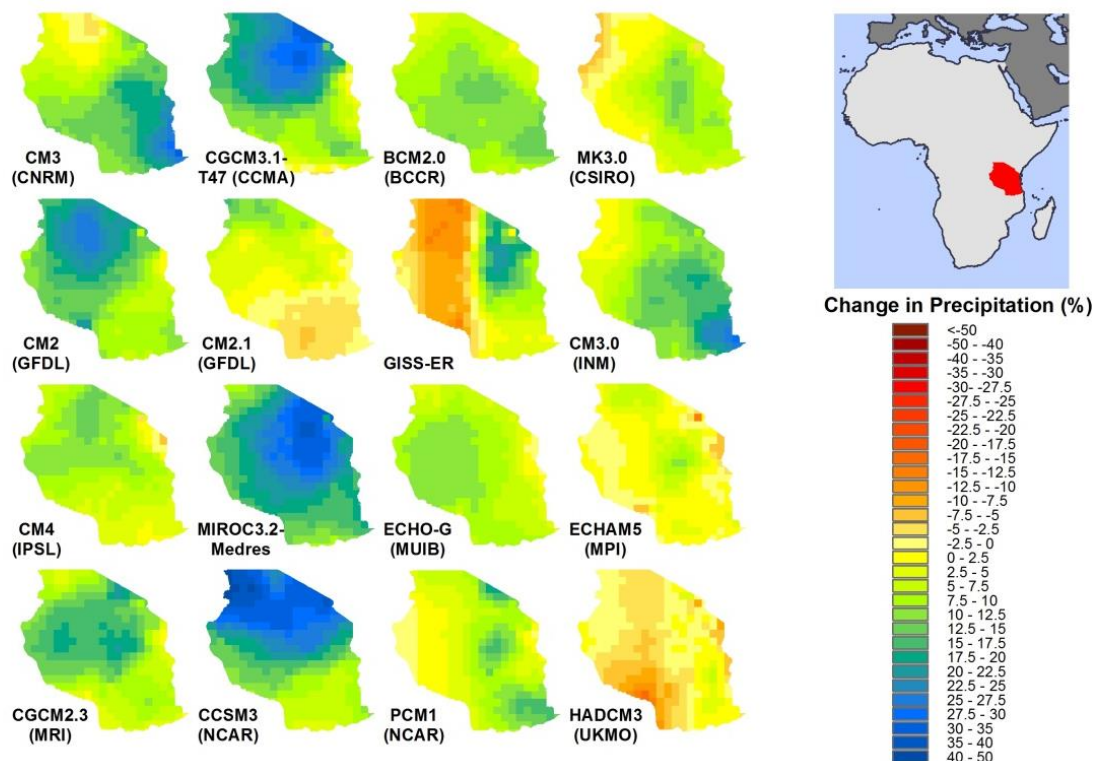 CM3
(CNRM)
CGCM3.1-
T47 (CCMA)
BCM2.0
(BCCR)
MK3.0
(CSIRO)
CM2
(GFDL)
CM2.1
(GFDL)
GISS-ER
CM3.0
(INM)
CM4
(IPSL)
MIROC3.2-
Medres
ECHO-G
(MUIB)
ECHAM5
(MPI)
CGCM2.3
(MRI)
CCSM3
(NCAR)
PCM1
(NCAR)
HADCM3
(UKMO)
Change in Precipitation (%)
<-50
-50 - 40
-40 - 35
-35 - 30
-30- -27.5
-27.5 - -25
-25 - -22.5
-22.5 - -20
-20 - -17.5
-17.5 - -15
-15 - -12.5
-12.5 - -10
-10 - -7.5
-7.5 - -5
-5 - -2.5
-2.5 - 0
0 - 2.5
2.5 - 5
5 - 7.5
7.5 - 10
10 - 12.5
12.5 - 15
15 - 17.5
17.5 - 20
20 - 22.5
22.5 - 25
25 - 27.5
27.5 - 30
30 - 35
35 - 40
40 - 50